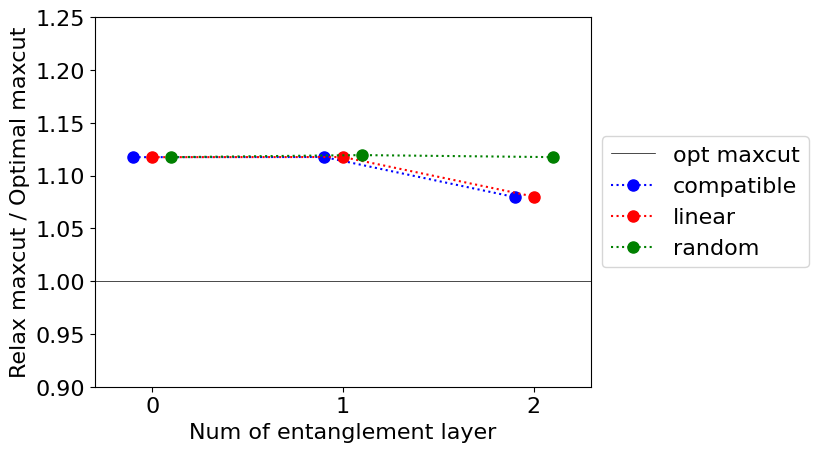 Relax maxcut / Optimal maxcut
1.25
1.20
1.15
1.10
1.05
1.00
0.95
0.90
0 1 2
Num of entanglement layer
opt maxcut
compatible
linear
random